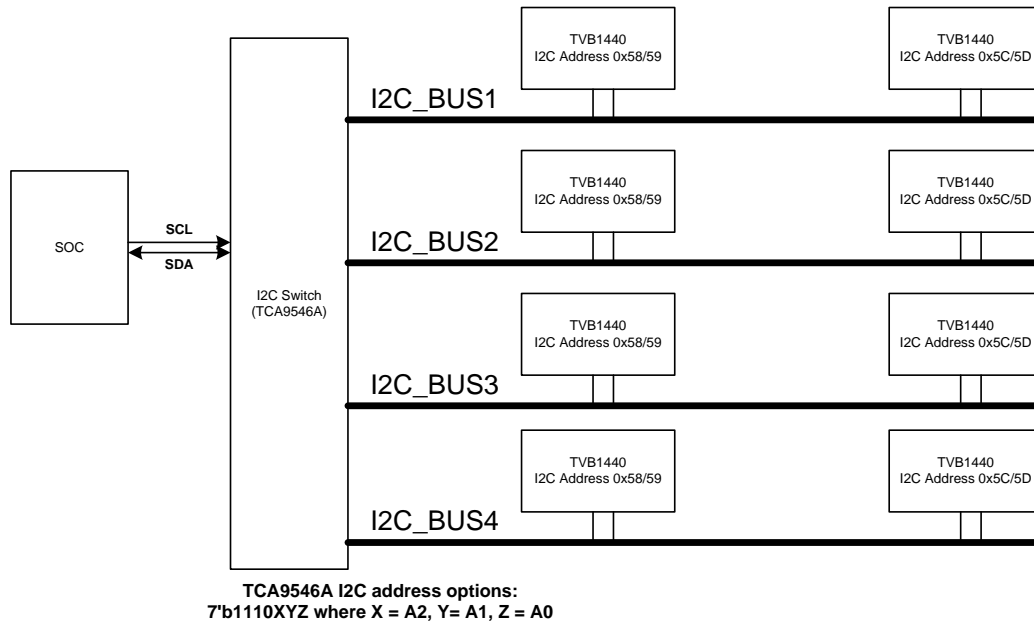 TVB1440
I2C Address 0x58/59
TVB1440
I2C Address 0x5C/5D
I2C_BUS1
TVB1440
I2C Address 0x58/59
TVB1440
I2C Address 0x5C/5D
SOC
SCL
SDA
I2C_BUS2
I2C Switch
(TCA9546A)
TVB1440
I2C Address 0x58/59
TVB1440
I2C Address 0x5C/5D
I2C_BUS3
TVB1440
I2C Address 0x58/59
TVB1440
I2C Address 0x5C/5D
I2C_BUS4
TCA9546A I2C address options:
7'b1110XYZ where X = A2, Y= A1, Z = A0